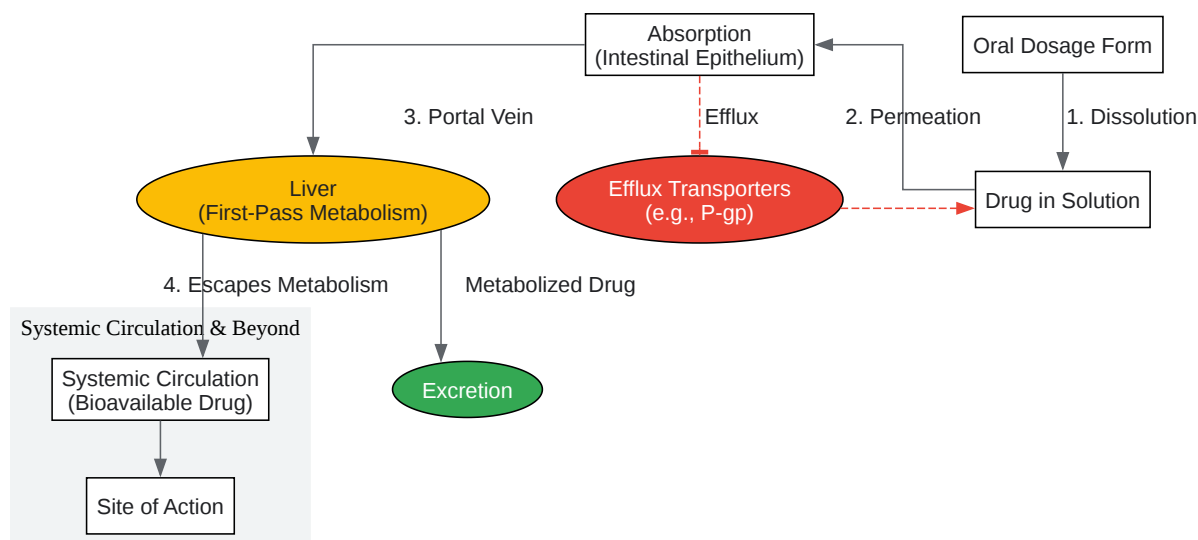 Absorption
(Intestinal Epithelium)
Oral Dosage Form
3. Portal Vein
Efflux
2. Permeation
1. Dissolution
Liver
(First-Pass Metabolism)
Efflux Transporters
(e.g., P-gp)
Drug in Solution
4. Escapes Metabolism
Metabolized Drug
Systemic Circulation & Beyond
Systemic Circulation
(Bioavailable Drug)
Excretion
Site of Action